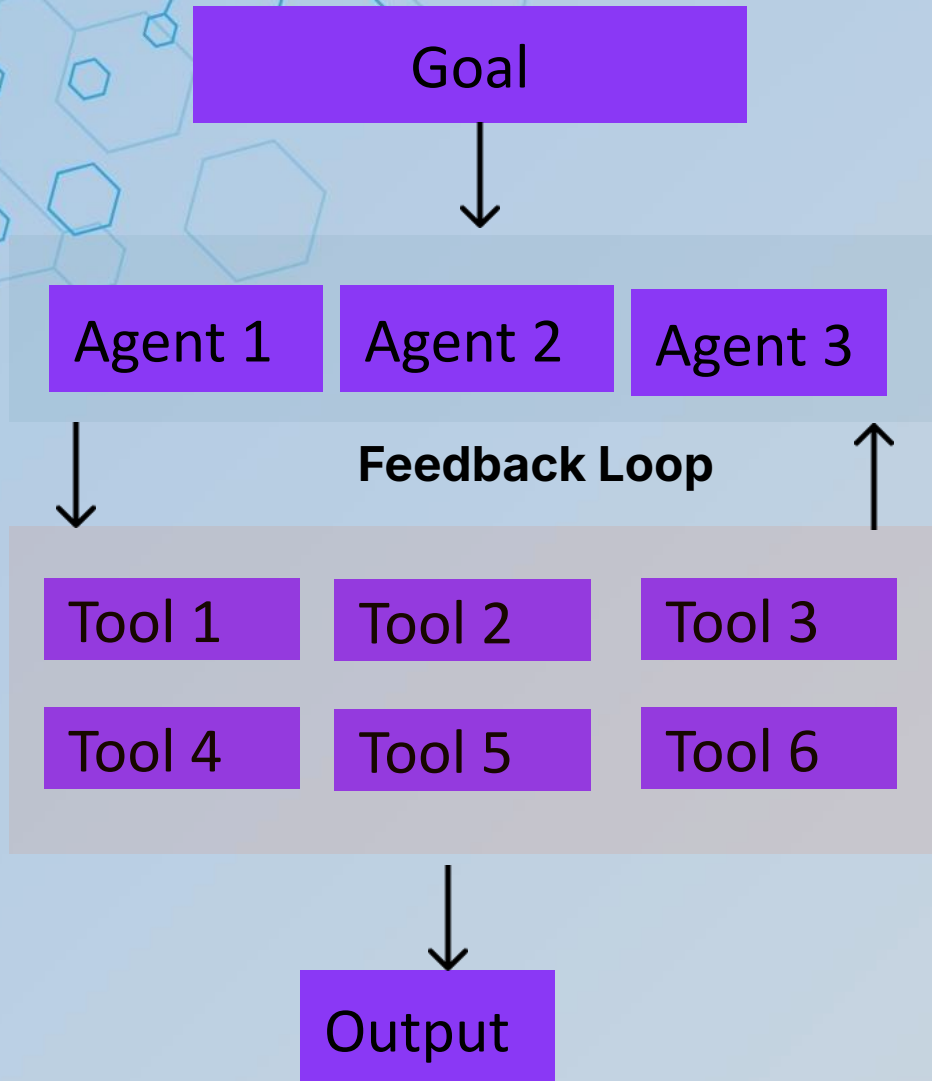 Goal
Agent 1
Agent 2
Agent 3
Feedback Loop
Tool 1
Tool 2
Tool 3
Tool 4
Tool 5
Tool 6
Output